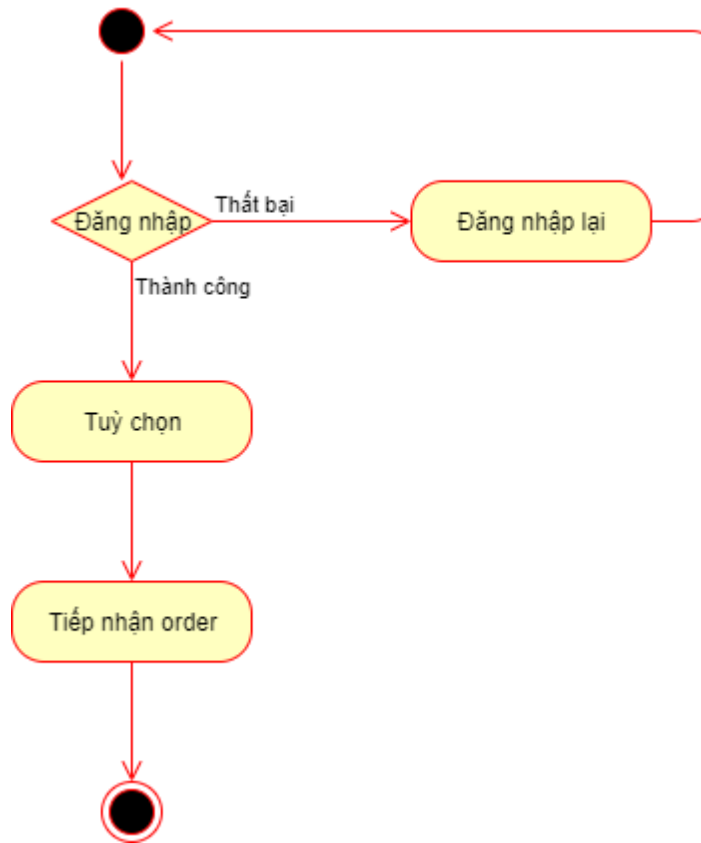 Đăng nhập
Thất bại
Đăng nhập lại
Thành công
Tuỳ chọn
Tiếp nhận order